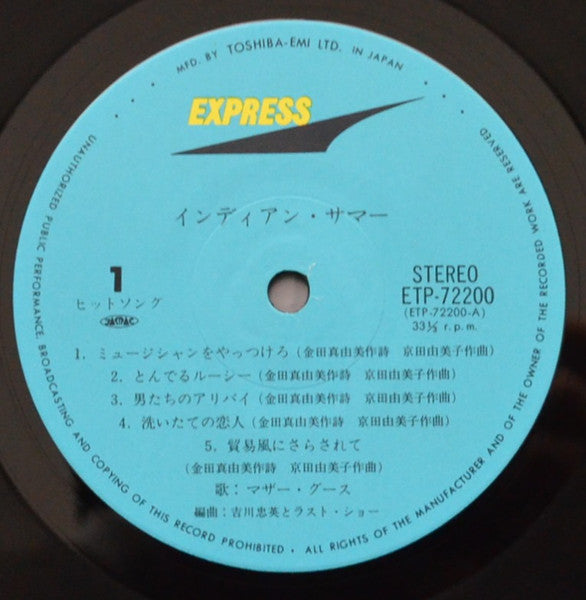 MFD. BY TOSHIBA-EMI LTD. IN JAPAN
EXPRESS
インディアン・サマー
1
ヒットソング
STEREO
ETP-72200
(ETP-72200-A)
33⅓ r.p.m.
1. ミュージシャンをやっつけろ (金田真由美作詩 京田由美子作曲)
2. とんでるルーシー (金田真由美作詩 京田由美子作曲)
3. 男たちのアリバイ (金田真由美作詩 京田由美子作曲)
4. 洗いたての恋人 (金田真由美作詩 京田由美子作曲)
5. 貿易風にさらされて
(金田真由美作詩 京田由美子作曲)
歌：マザー・グース
編曲：吉川忠英とラスト・ショー
UNAUTHORIZED PUBLIC PERFORMANCE, BROADCASTING AND COPYING OF THIS RECORD PROHIBITED • ALL RIGHTS OF THE MANUFACTURER AND OF THE OWNER OF THE RECORDED WORK ARE RESERVED